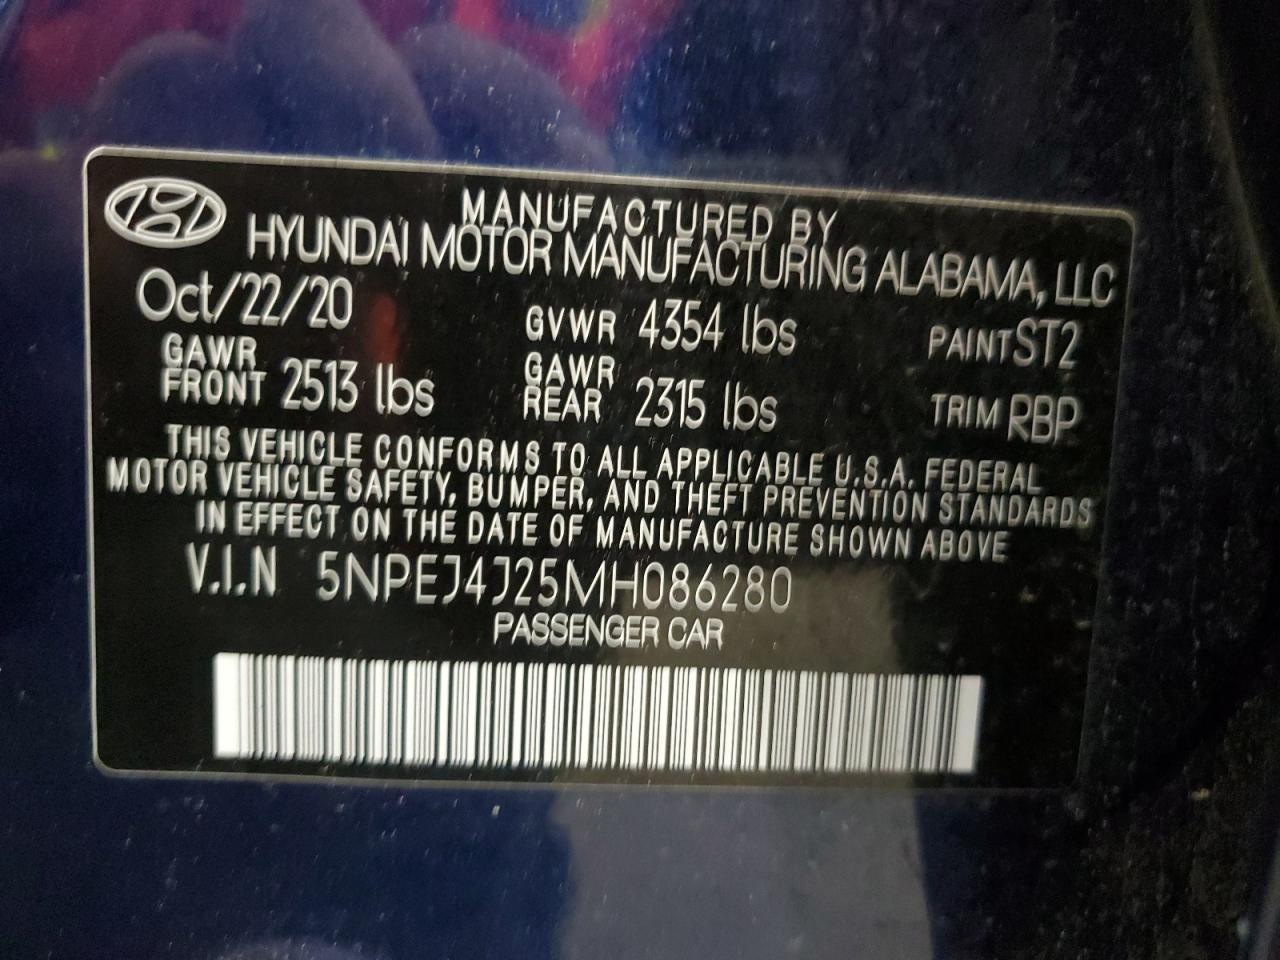 MANUFACTURED BY
HYUNDAI MOTOR MANUFACTURING ALABAMA, LLC
Oct/22/20 GVWR 4354 lbs PAINT ST2
GAWR FRONT 2513 lbs GAWR REAR 2315 lbs TRIM RBP
THIS VEHICLE CONFORMS TO ALL APPLICABLE U.S.A. FEDERAL
MOTOR VEHICLE SAFETY, BUMPER, AND THEFT PREVENTION STANDARDS
IN EFFECT ON THE DATE OF MANUFACTURE SHOWN ABOVE
V.I.N 5NPEJ4J25MH086280
PASSENGER CAR